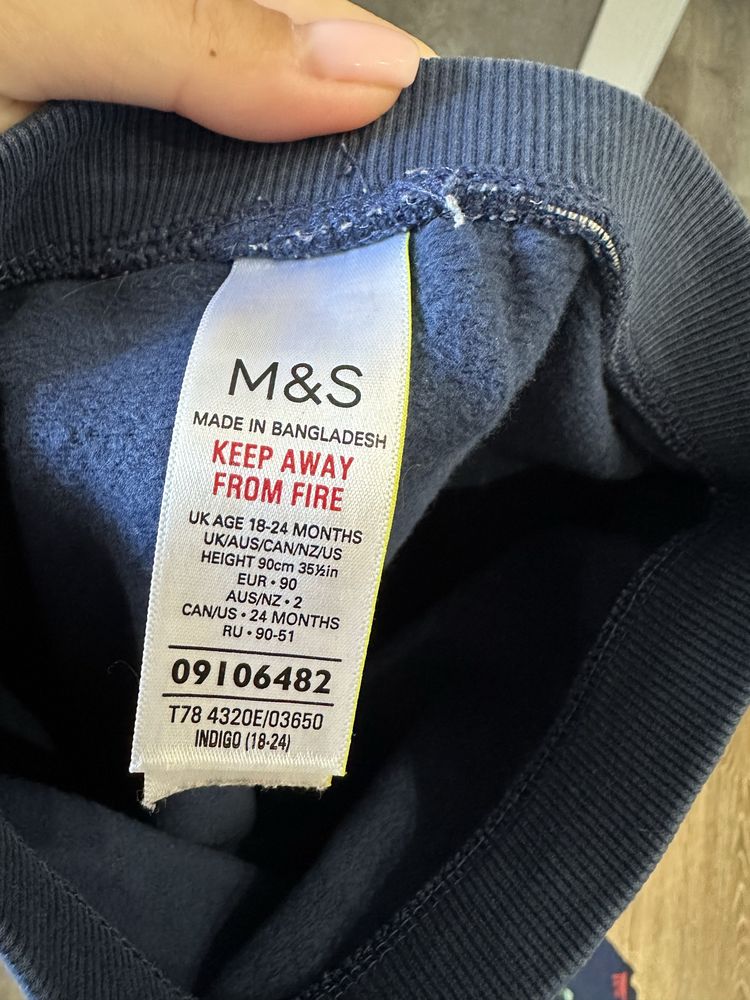 M&S
MADE IN BANGLADESH
KEEP AWAY
FROM FIRE
UK AGE 18-24 MONTHS
UK/AUS/CAN/NZ/US
HEIGHT 90cm 35½in
EUR • 90
AUS/NZ • 2
CAN/US • 24 MONTHS
RU • 90-51
09106482
T78 4320E/03650
INDIGO (18-24)